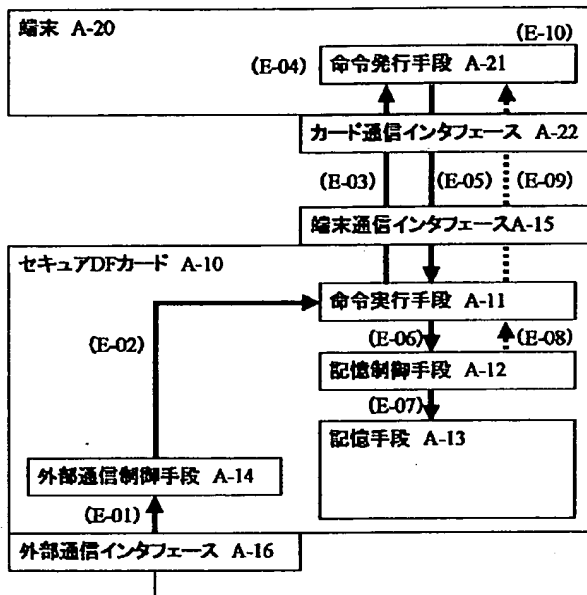 端末 A-20
(E-10)
(E-04)
命令発行手段 A-21
カード通信インタフェース A-22
(E-03)
(E-05)
(E-09)
端末通信インタフェースA-15
セキュアDFカード A-10
命令実行手段 A-11
(E-02)
(E-06)
(E-08)
記憶制御手段 A-12
(E-07)
記憶手段 A-13
外部通信制御手段 A-14
(E-01)
外部通信インタフェース A-16